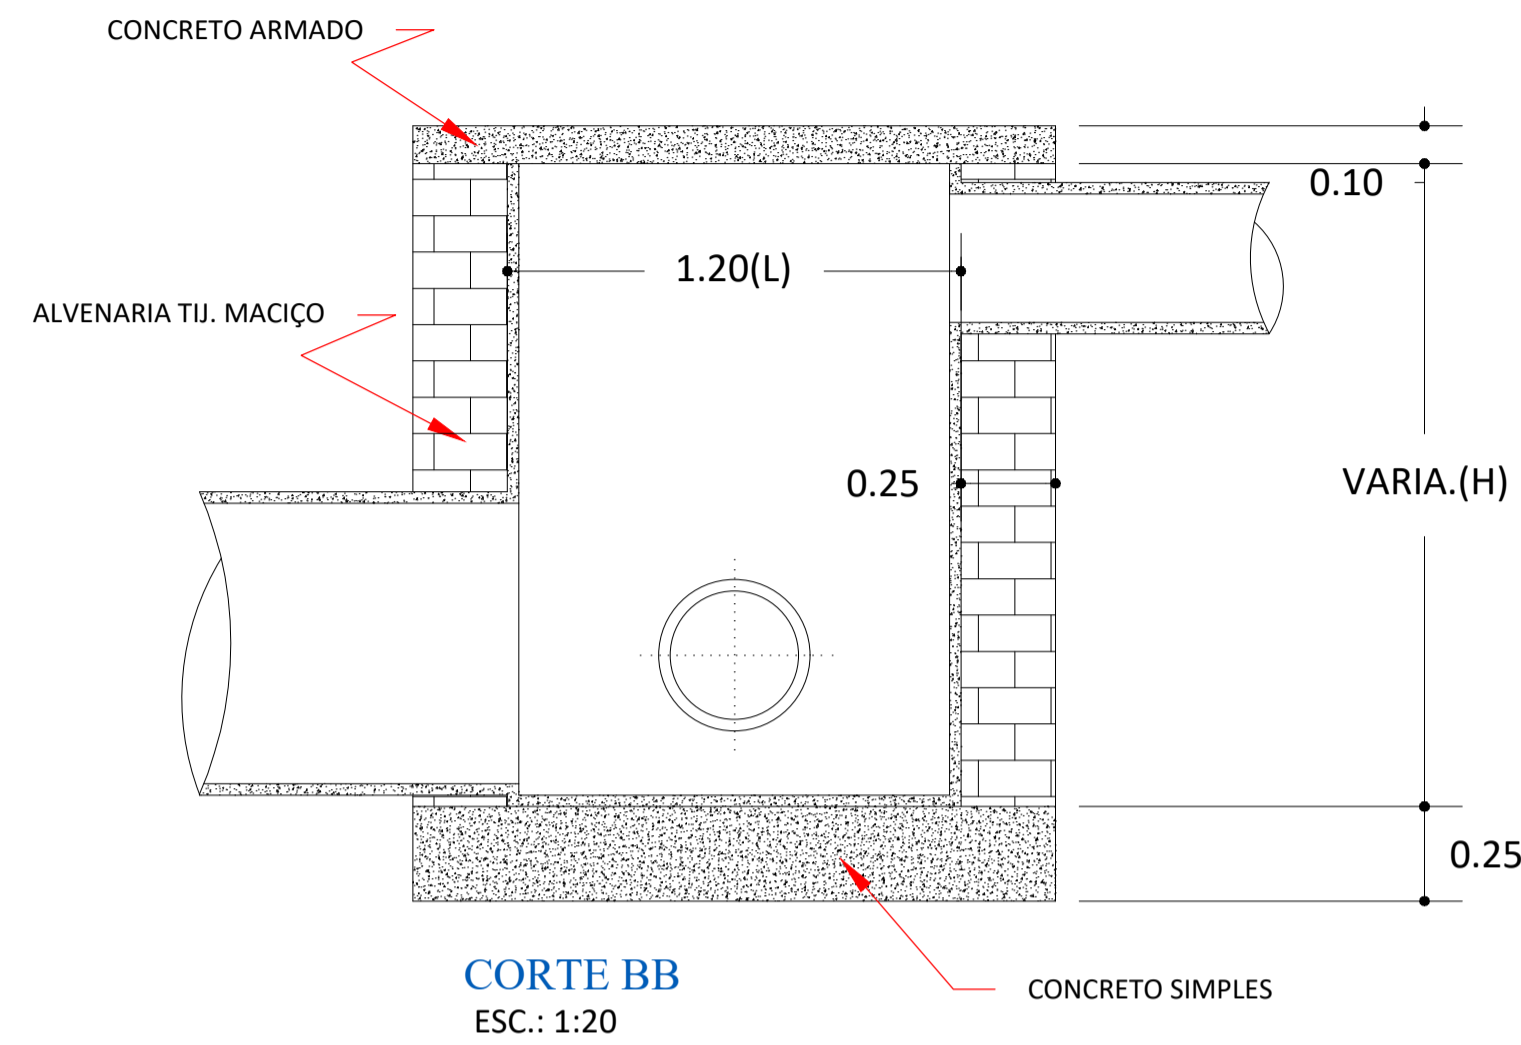 CONCRETO ARMADO
0.10
1.20(L)
ALVENARIA TIJ. MACIÇO
0.25
VARIA.(H)
0.25
CORTE BB
CONCRETO SIMPLES
ESC.: 1:20